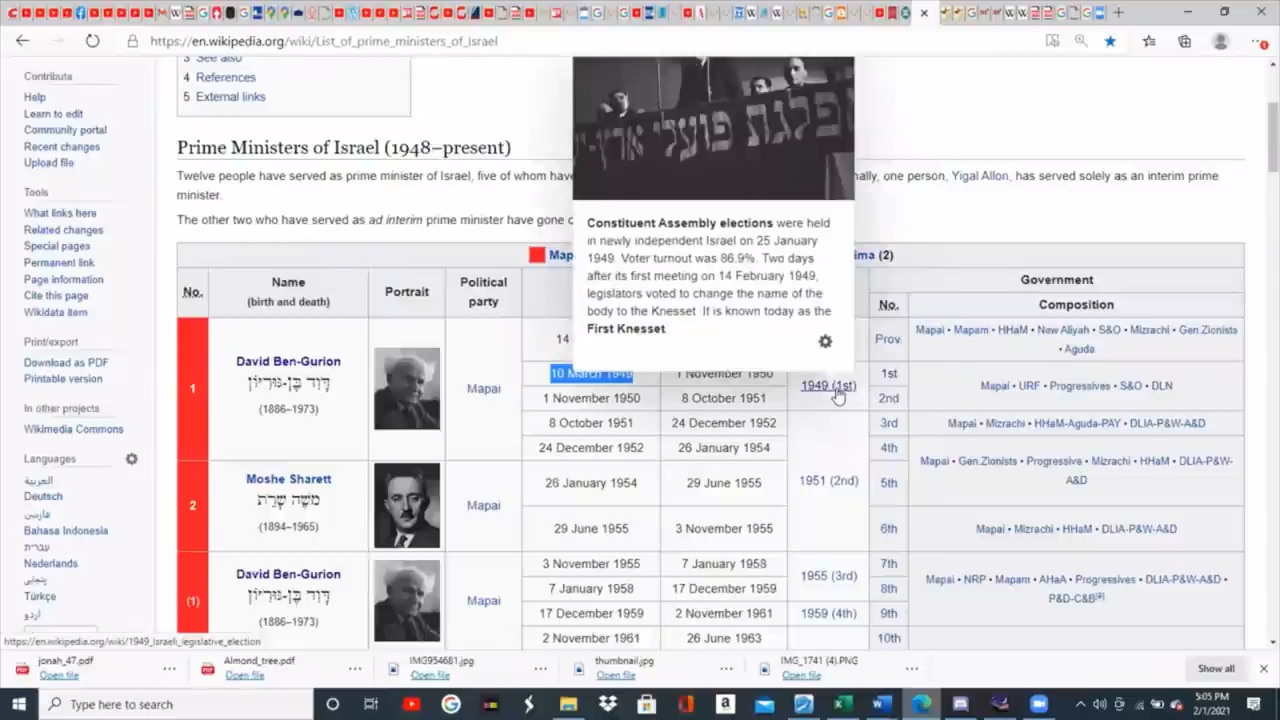 https://en.wikipedia.org/wiki/List_of_prime_ministers_of_Israel
Contribute
Help
Learn to edit
Community portal
Recent changes
Upload file
Tools
What links here
Related changes
Special pages
Permanent link
Page information
Cite this page
Wikidata item
Print/export
Download as PDF
Printable version
In other projects
Wikimedia Commons
Languages
العربية
Deutsch
فارسی
Bahasa Indonesia
עברית
Nederlands
پنجابی
Türkçe
اردو
3 See also
4 References
5 External links
Prime Ministers of Israel (1948–present)
Twelve people have served as prime minister of Israel, five of whom have
nally, one person, Yigal Allon, has served solely as an interim prime
minister.
The other two who have served as ad interim prime minister have gone
פלגת פועלי ארץ-י
Constituent Assembly elections were held
in newly independent Israel on 25 January
1949. Voter turnout was 86.9%. Two days
after its first meeting on 14 February 1949,
legislators voted to change the name of the
body to the Knesset. It is known today as the
First Knesset.
Map
ima (2)
No.
Name
(birth and death)
Portrait
Political
party
Government
No.
Composition
1
David Ben-Gurion
דָּוִד בֶּן-גּוּרִיּוֹן
(1886–1973)
Mapai
14
Prov.
Mapai • Mapam • HHaM • New Aliyah • S&O • Mizrachi • Gen.Zionists
• Aguda
10 March 1949
1 November 1950
1949 (1st)
1st
Mapai • URF • Progressives • S&O • DLN
1 November 1950
8 October 1951
2nd
8 October 1951
24 December 1952
1951 (2nd)
3rd
Mapai • Mizrachi • HHaM-Aguda-PAY • DLIA-P&W-A&D
24 December 1952
26 January 1954
4th
Mapai • Gen.Zionists • Progressive • Mizrachi • HHaM • DLIA-P&W-
A&D
2
Moshe Sharett
מֹשֶׁה שָׁרֵת
(1894–1965)
Mapai
26 January 1954
29 June 1955
5th
29 June 1955
3 November 1955
6th
Mapai • Mizrachi • HHaM • DLIA-P&W-A&D
(1)
David Ben-Gurion
דָּוִד בֶּן-גּוּרִיּוֹן
(1886–1973)
Mapai
3 November 1955
7 January 1958
1955 (3rd)
7th
Mapai • NRP • Mapam • AHaA • Progressives • DLIA-P&W-A&D •
P&D-C&B
7 January 1958
17 December 1959
8th
17 December 1959
2 November 1961
1959 (4th)
9th
2 November 1961
26 June 1963
10th
https://en.wikipedia.org/wiki/1949_Israeli_legislative_election
jonah_47.pdf
Open file
Almond_tree.pdf
Open file
IMG954681.jpg
Open file
thumbnail.jpg
Open file
IMG_1741 (4).PNG
Open file
Show all
Type here to search
5:05 PM
2/1/2021